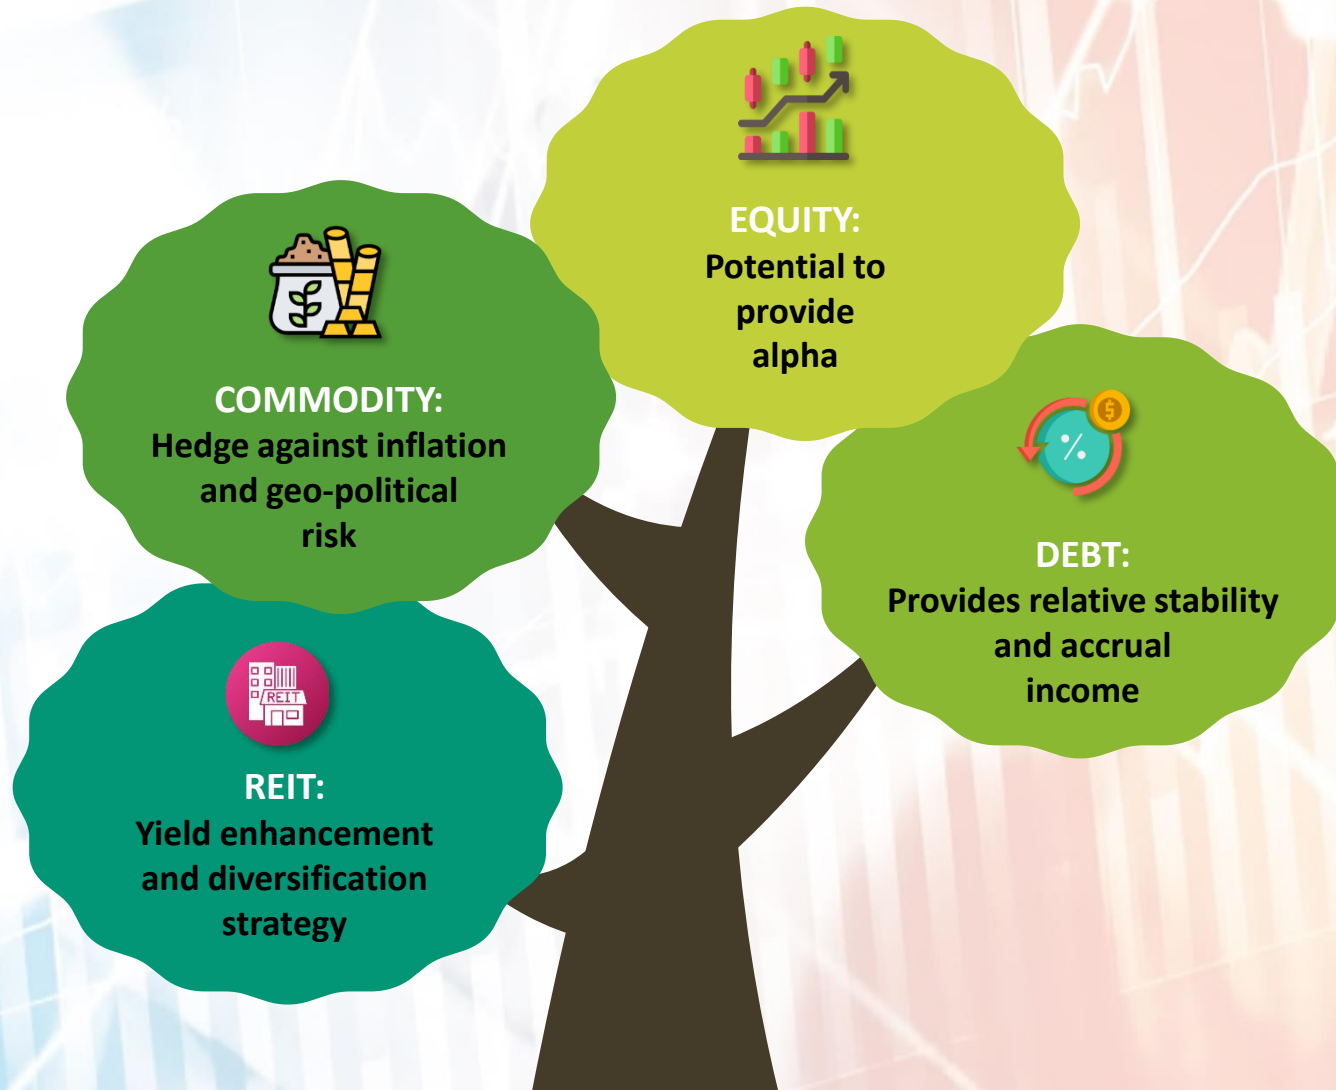 EQUITY:
Potential to
provide
alpha
COMMODITY:
Hedge against inflation
and geo-political
risk
$
%
DEBT:
Provides relative stability
and accrual
income
REIT
REIT:
Yield enhancement
and diversification
strategy